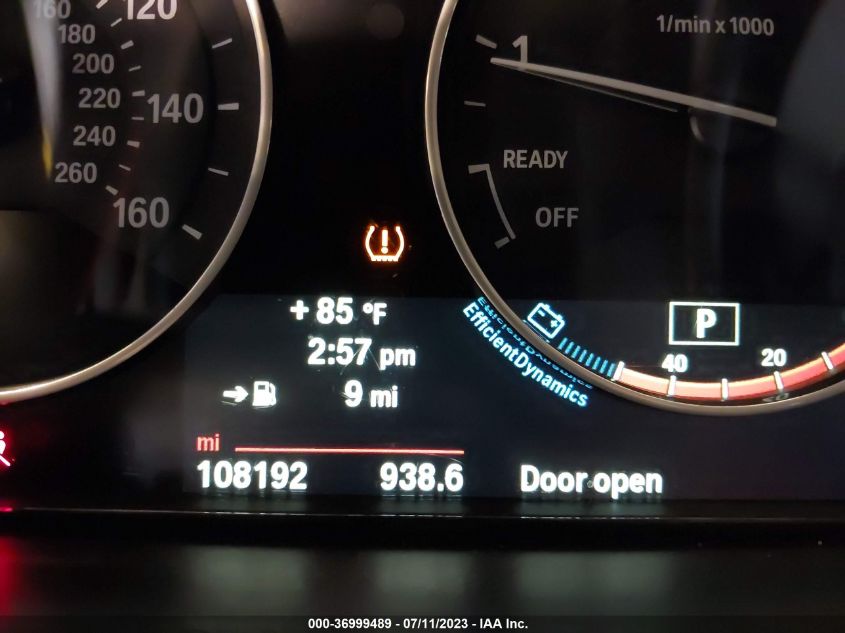 160
120
180
200
220
140
240
260
160
1/min x 1000
1
READY
OFF
+ 85 °F
2:57 pm
9 mi
EfficientDynamics
EfficientDynamics
P
40
20
mi
108192 938.6 Door open
000-36999489 - 07/11/2023 - IAA Inc.